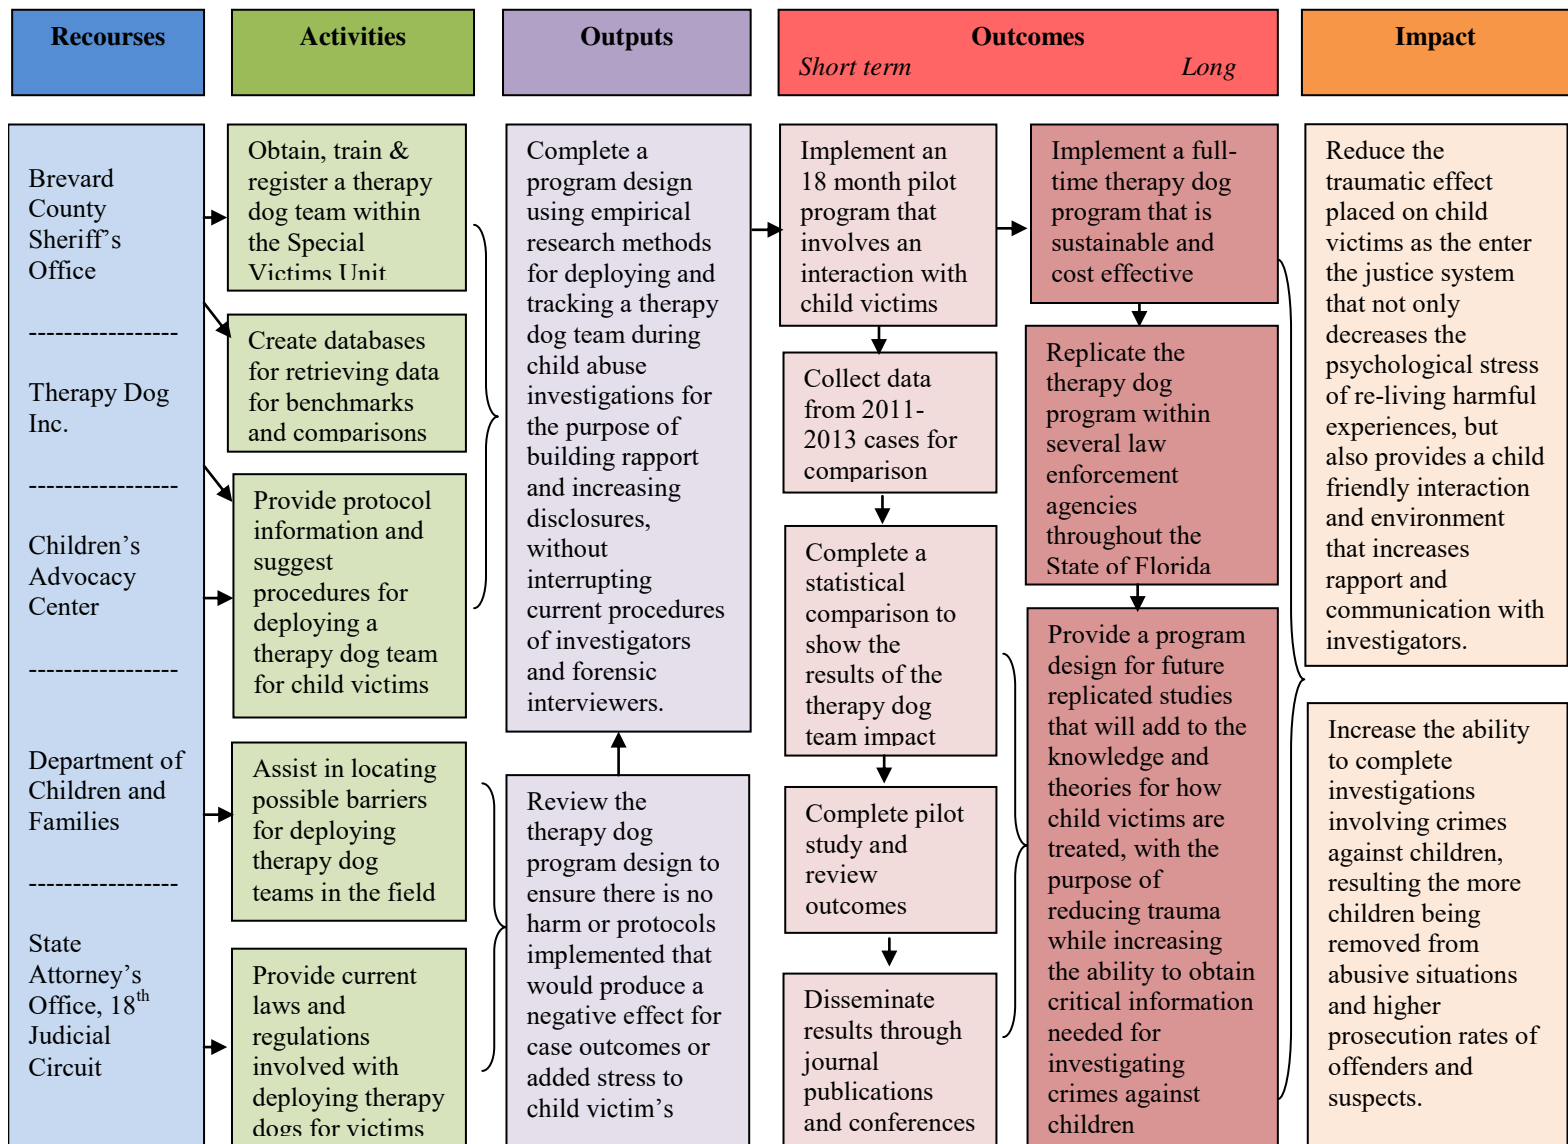 Recourses
Activities
Outputs
Outcomes
Short term Long
Impact
Brevard
County
Sheriff's
Office
-----------------
Therapy Dog
Inc.
-----------------
Children's
Advocacy
Center
-----------------
Department of
Children and
Families
-----------------
State
Attorney's
Office, 18th
Judicial
Circuit
Obtain, train &
register a therapy
dog team within
the Special
Victims Unit
Create databases
for retrieving data
for benchmarks
and comparisons
Provide protocol
information and
suggest
procedures for
deploying a
therapy dog team
for child victims
Assist in locating
possible barriers
for deploying
therapy dog
teams in the field
Provide current
laws and
regulations
involved with
deploying therapy
dogs for victims
Complete a
program design
using empirical
research methods
for deploying and
tracking a therapy
dog team during
child abuse
investigations for
the purpose of
building rapport
and increasing
disclosures,
without
interrupting
current procedures
of investigators
and forensic
interviewers.
Review the
therapy dog
program design to
ensure there is no
harm or protocols
implemented that
would produce a
negative effect for
case outcomes or
added stress to
child victim's
Implement an
18 month pilot
program that
involves an
interaction with
child victims
Collect data
from 2011-
2013 cases for
comparison
Complete a
statistical
comparison to
show the
results of the
therapy dog
team impact
Complete pilot
study and
review
outcomes
Disseminate
results through
journal
publications
and conferences
Implement a full-
time therapy dog
program that is
sustainable and
cost effective
Replicate the
therapy dog
program within
several law
enforcement
agencies
throughout the
State of Florida
Provide a program
design for future
replicated studies
that will add to the
knowledge and
theories for how
child victims are
treated, with the
purpose of
reducing trauma
while increasing
the ability to obtain
critical information
needed for
investigating
crimes against
children
Reduce the
traumatic effect
placed on child
victims as the enter
the justice system
that not only
decreases the
psychological stress
of re-living harmful
experiences, but
also provides a child
friendly interaction
and environment
that increases
rapport and
communication with
investigators.
Increase the ability
to complete
investigations
involving crimes
against children,
resulting the more
children being
removed from
abusive situations
and higher
prosecution rates of
offenders and
suspects.